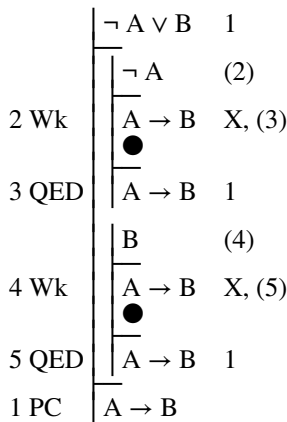 ¬ A ∨ B 1
¬ A (2)
2 Wk A → B X, (3)
●
3 QED A → B 1
B (4)
4 Wk A → B X, (5)
●
5 QED A → B 1
1 PC A → B